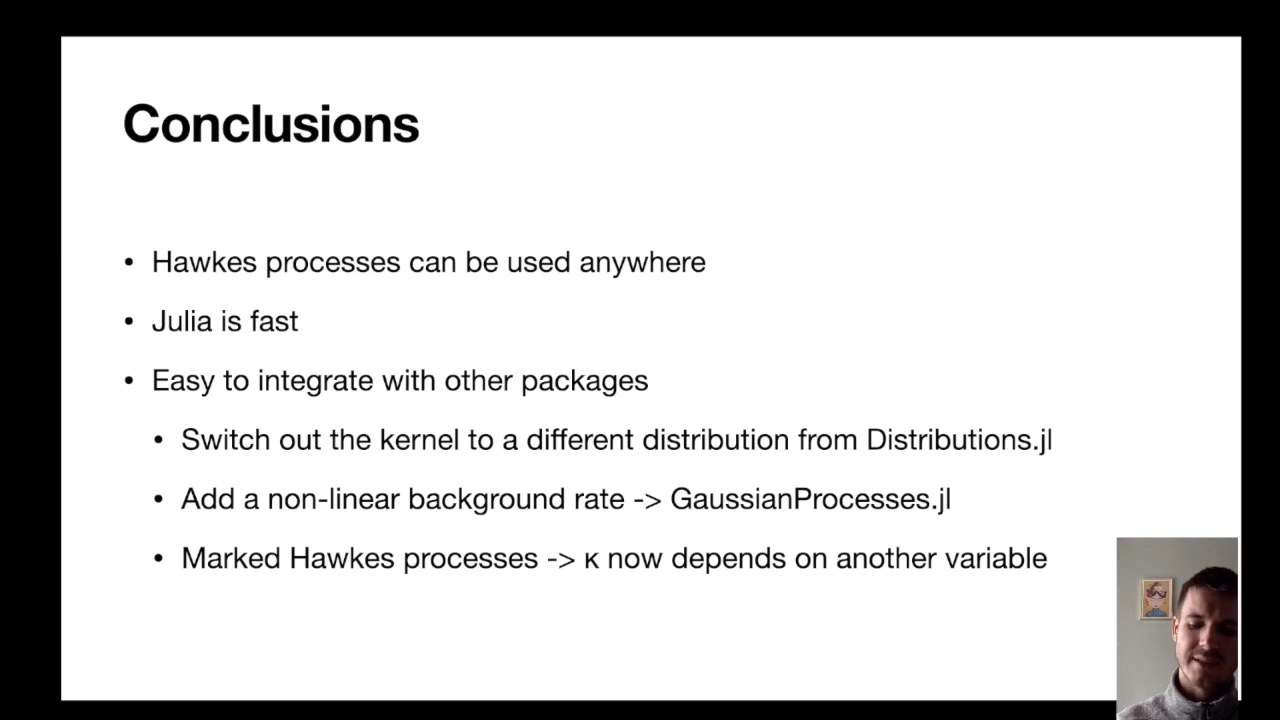 Conclusions
• Hawkes processes can be used anywhere
• Julia is fast
• Easy to integrate with other packages
• Switch out the kernel to a different distribution from Distributions.jl
• Add a non-linear background rate -> GaussianProcesses.jl
• Marked Hawkes processes -> κ now depends on another variable